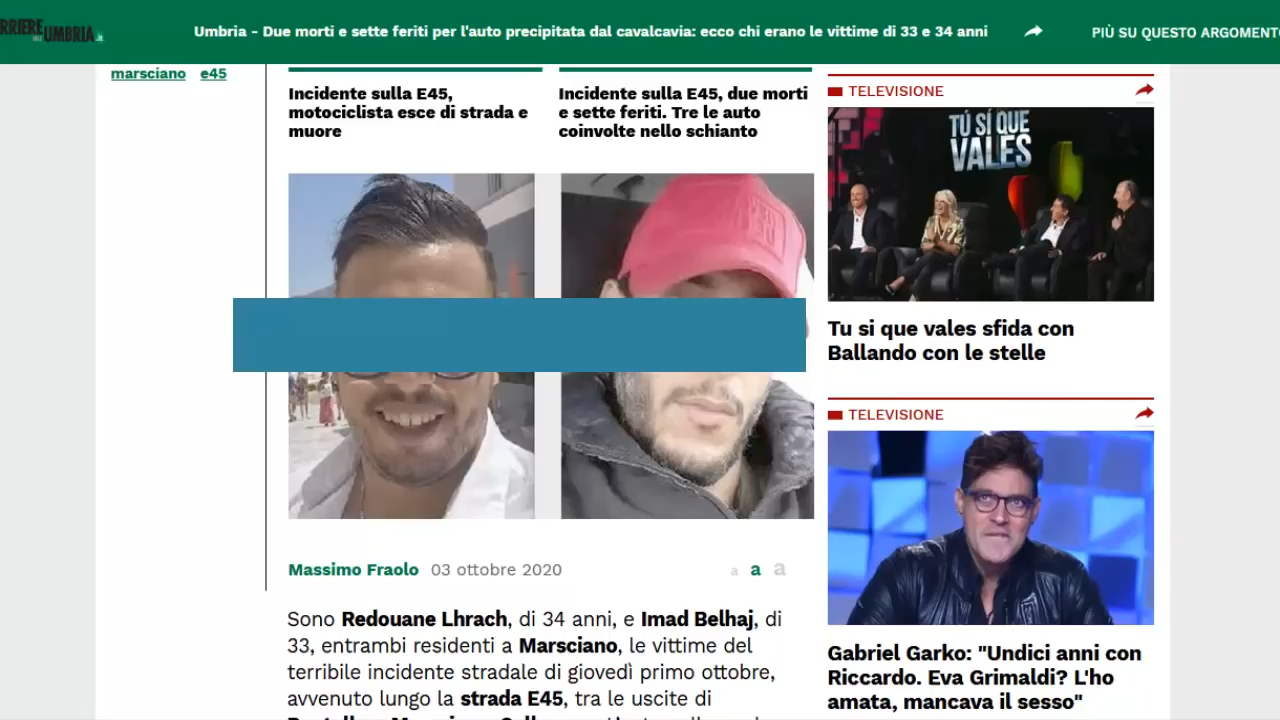 RRIERE
DELL'UMBRIA.it
Umbria - Due morti e sette feriti per l'auto precipitata dal cavalcavia: ecco chi erano le vittime di 33 e 34 anni
PIÙ SU QUESTO ARGOMENTO
marsciano e45
Incidente sulla E45,
motociclista esce di strada e
muore
Incidente sulla E45, due morti
e sette feriti. Tre le auto
coinvolte nello schianto
Massimo Fraolo 03 ottobre 2020
a a a
Sono Redouane Lhrach, di 34 anni, e Imad Belhaj, di
33, entrambi residenti a Marsciano, le vittime del
terribile incidente stradale di giovedì primo ottobre,
avvenuto lungo la strada E45, tra le uscite di
TELEVISIONE
TÚ SÍ QUE
VALES
Tu si que vales sfida con
Ballando con le stelle
TELEVISIONE
Gabriel Garko: "Undici anni con
Riccardo. Eva Grimaldi? L'ho
amata, mancava il sesso"